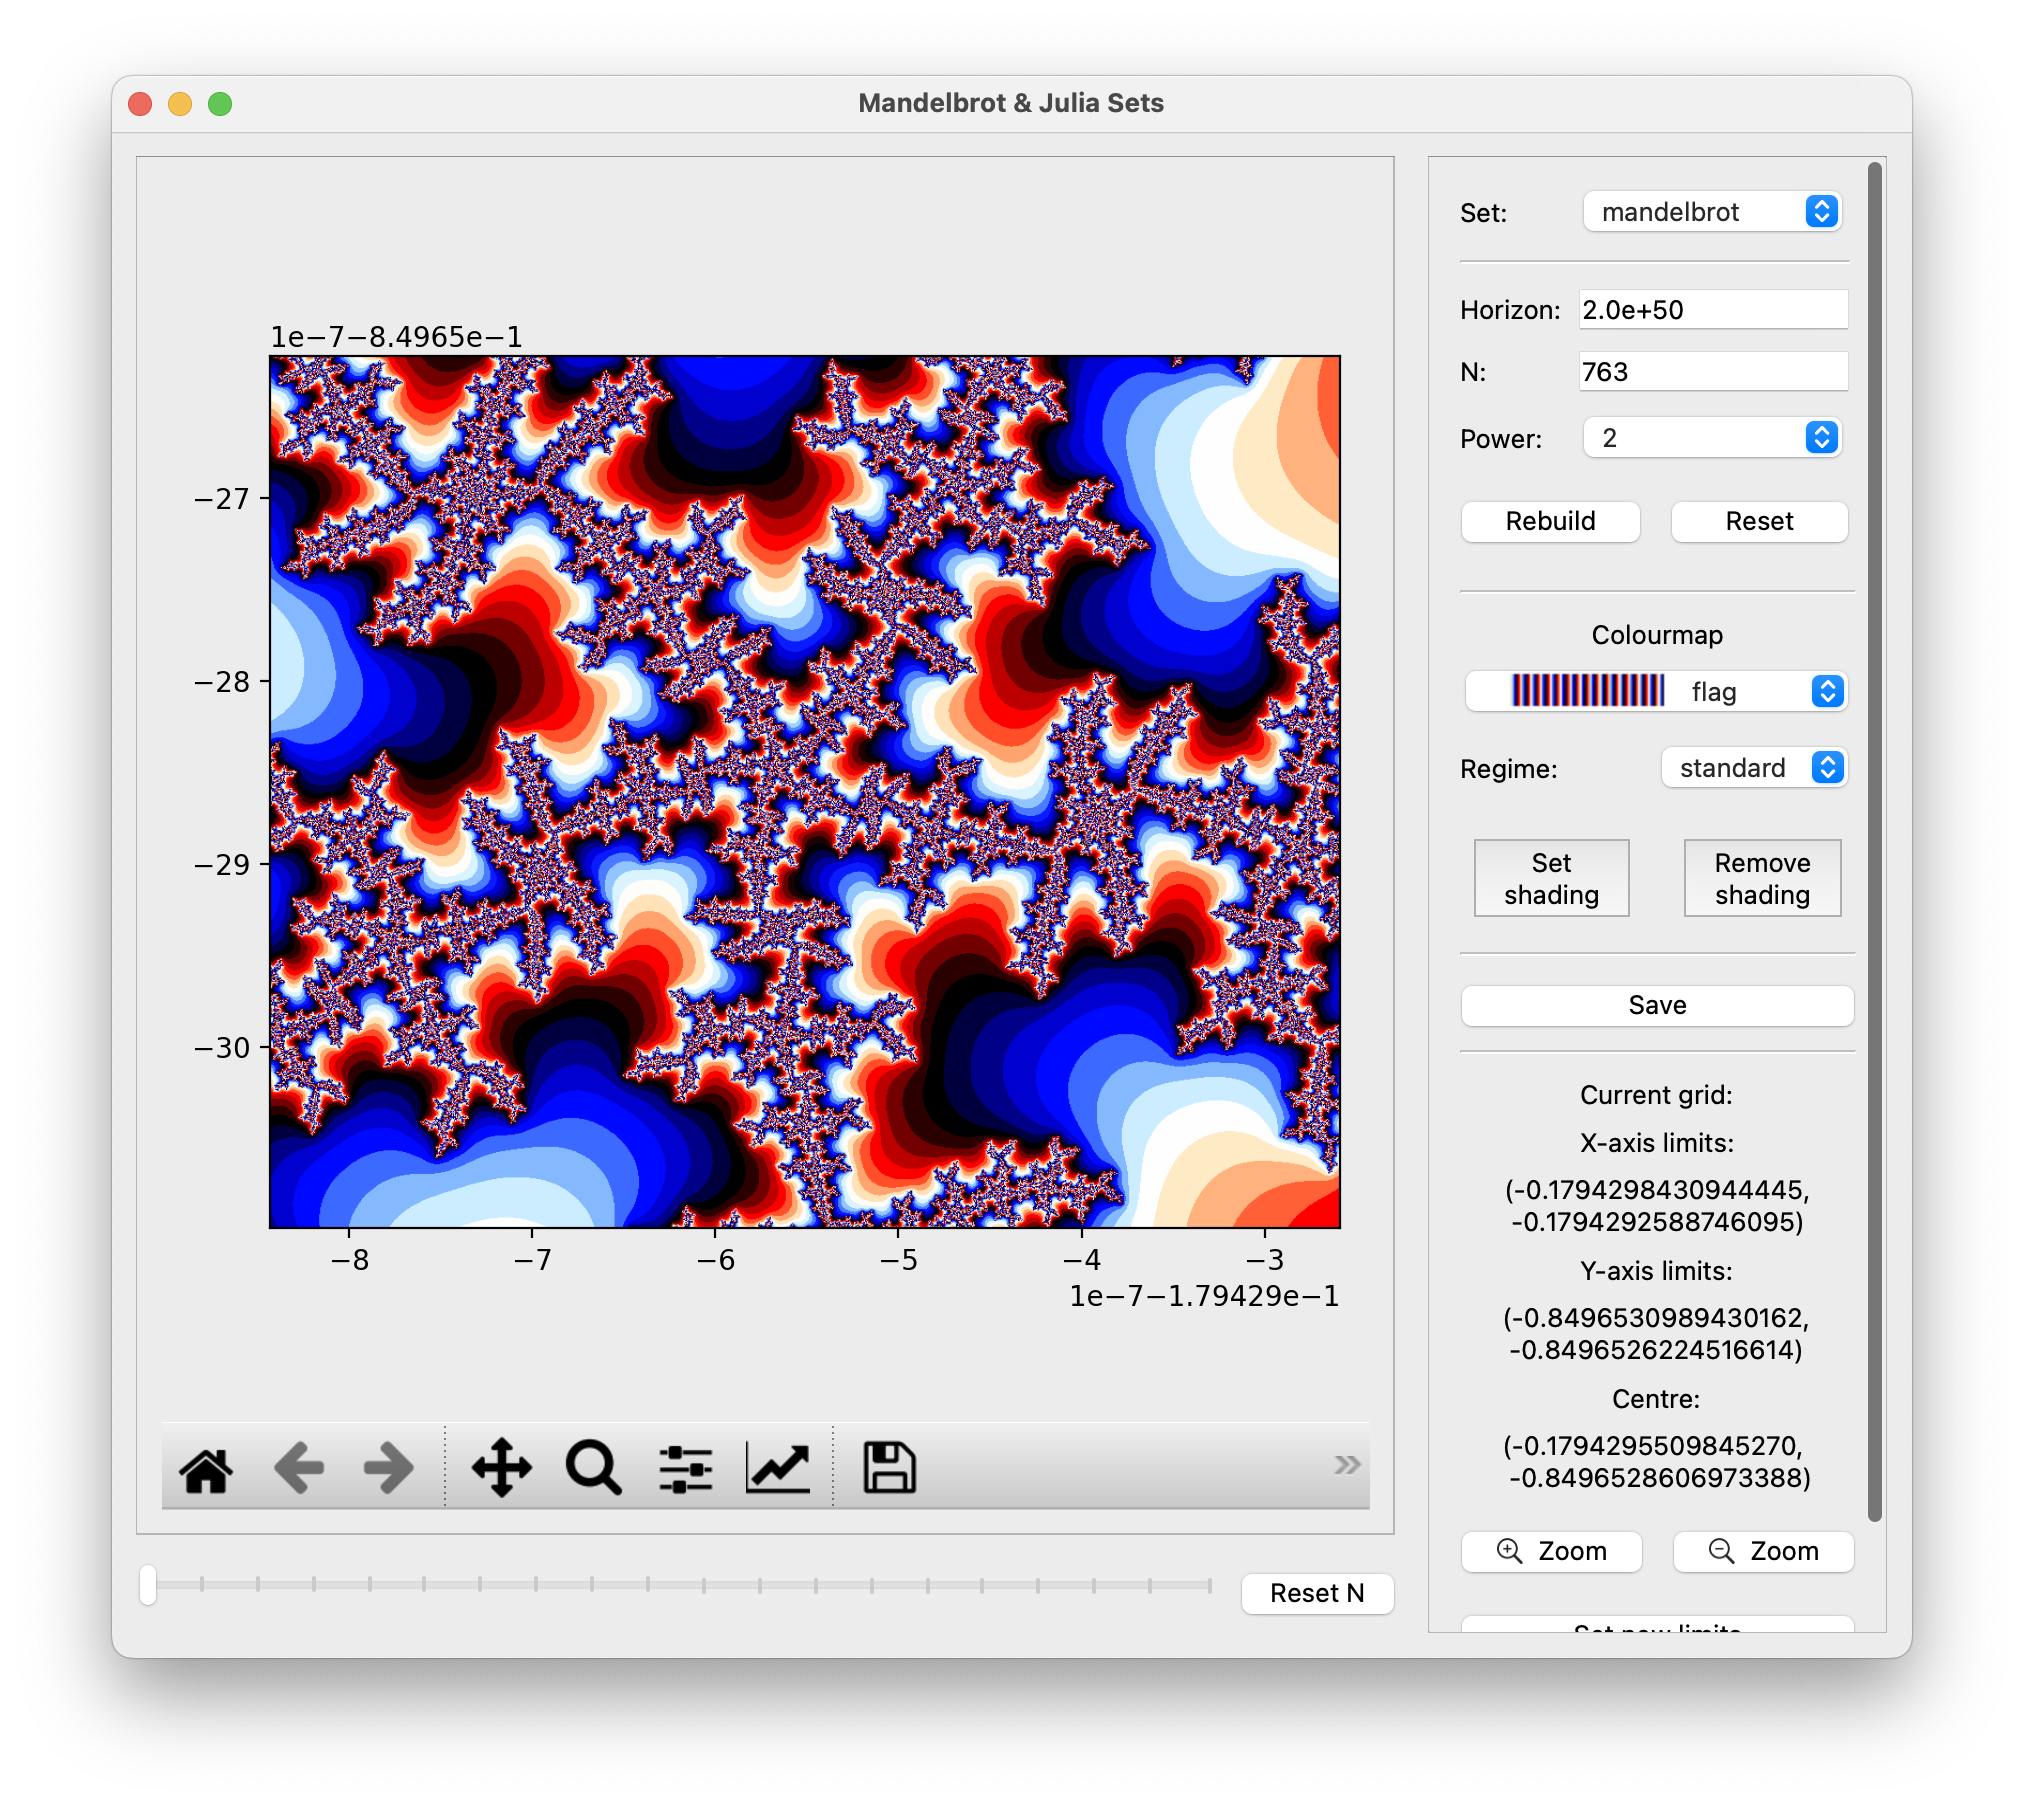 Mandelbrot & Julia Sets
1e−7−8.4965e−1
−27
−28
−29
−30
−8
−7
−6
−5
−4
−3
1e−7−1.79429e−1
»
Reset N
Set:
mandelbrot
Horizon:
2.0e+50
N:
763
Power:
2
Rebuild
Reset
Colourmap
flag
Regime:
standard
Set
shading
Remove
shading
Save
Current grid:
X-axis limits:
(-0.1794298430944445,
-0.1794292588746095)
Y-axis limits:
(-0.8496530989430162,
-0.8496526224516614)
Centre:
(-0.1794295509845270,
-0.8496528606973388)
Zoom
Zoom
Set new limits